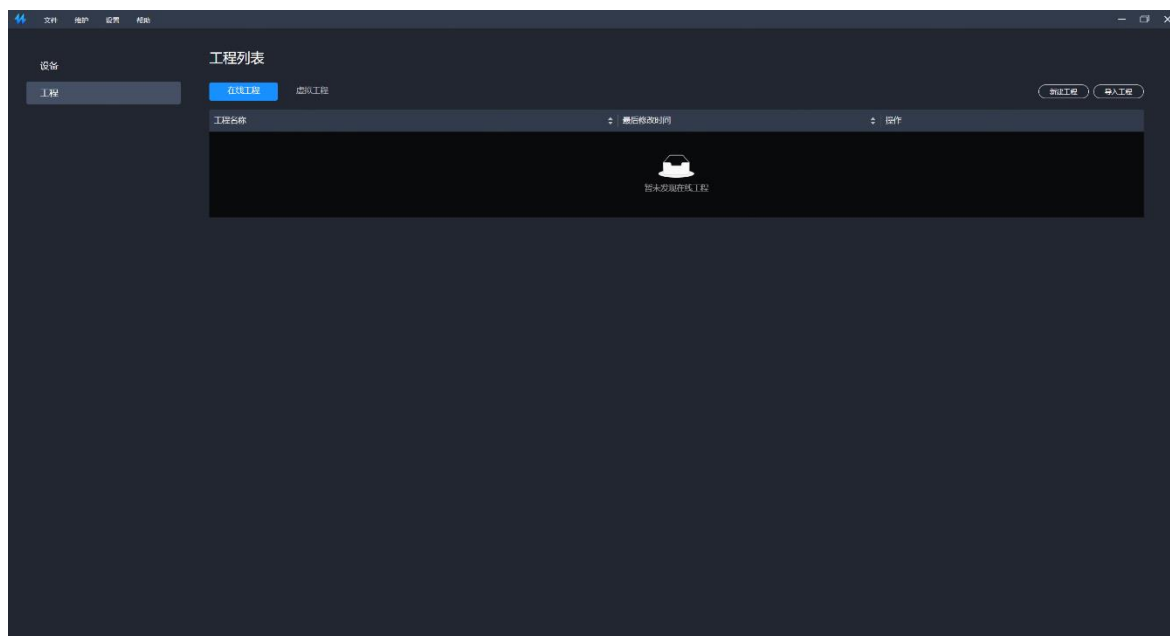 文件 维护 设置 帮助
设备
工程
工程列表
在线工程 虚拟工程
新建工程 导入工程
工程名称 最后修改时间 操作
暂未发现在线工程